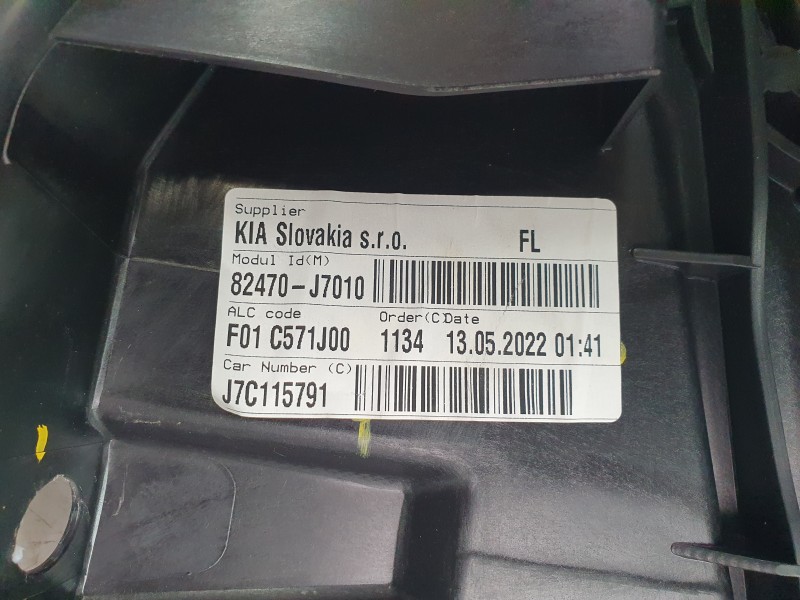 Supplier
KIA Slovakia s.r.o. FL
Modul Id(M)
82470-J7010
ALC code Order(C)Date
F01 C571J00 1134 13.05.2022 01:41
Car Number (C)
J7C115791